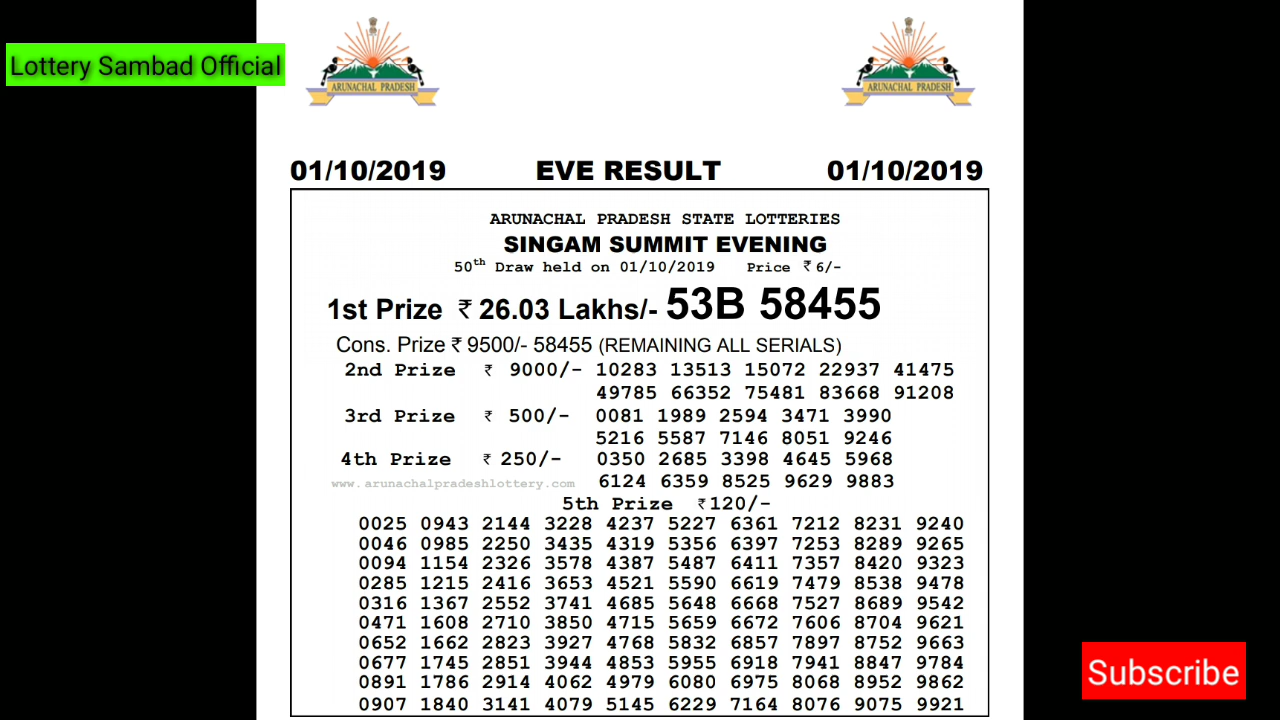 Lottery Sambad Official
ARUNACHAL PRADESH ARUNACHAL PRADESH
01/10/2019 EVE RESULT 01/10/2019
ARUNACHAL PRADESH STATE LOTTERIES
SINGAM SUMMIT EVENING
50th Draw held on 01/10/2019 Price ₹ 6/-
1st Prize ₹ 26.03 Lakhs/- 53B 58455
Cons. Prize ₹ 9500/- 58455 (REMAINING ALL SERIALS)
2nd Prize ₹ 9000/- 10283 13513 15072 22937 41475
49785 66352 75481 83668 91208
3rd Prize ₹ 500/- 0081 1989 2594 3471 3990
5216 5587 7146 8051 9246
4th Prize ₹ 250/- 0350 2685 3398 4645 5968
www.arunachalpradeshlottery.com 6124 6359 8525 9629 9883
5th Prize ₹120/-
0025 0943 2144 3228 4237 5227 6361 7212 8231 9240
0046 0985 2250 3435 4319 5356 6397 7253 8289 9265
0094 1154 2326 3578 4387 5487 6411 7357 8420 9323
0285 1215 2416 3653 4521 5590 6619 7479 8538 9478
0316 1367 2552 3741 4685 5648 6668 7527 8689 9542
0471 1608 2710 3850 4715 5659 6672 7606 8704 9621
0652 1662 2823 3927 4768 5832 6857 7897 8752 9663
0677 1745 2851 3944 4853 5955 6918 7941 8847 9784
0891 1786 2914 4062 4979 6080 6975 8068 8952 9862
0907 1840 3141 4079 5145 6229 7164 8076 9075 9921
Subscribe